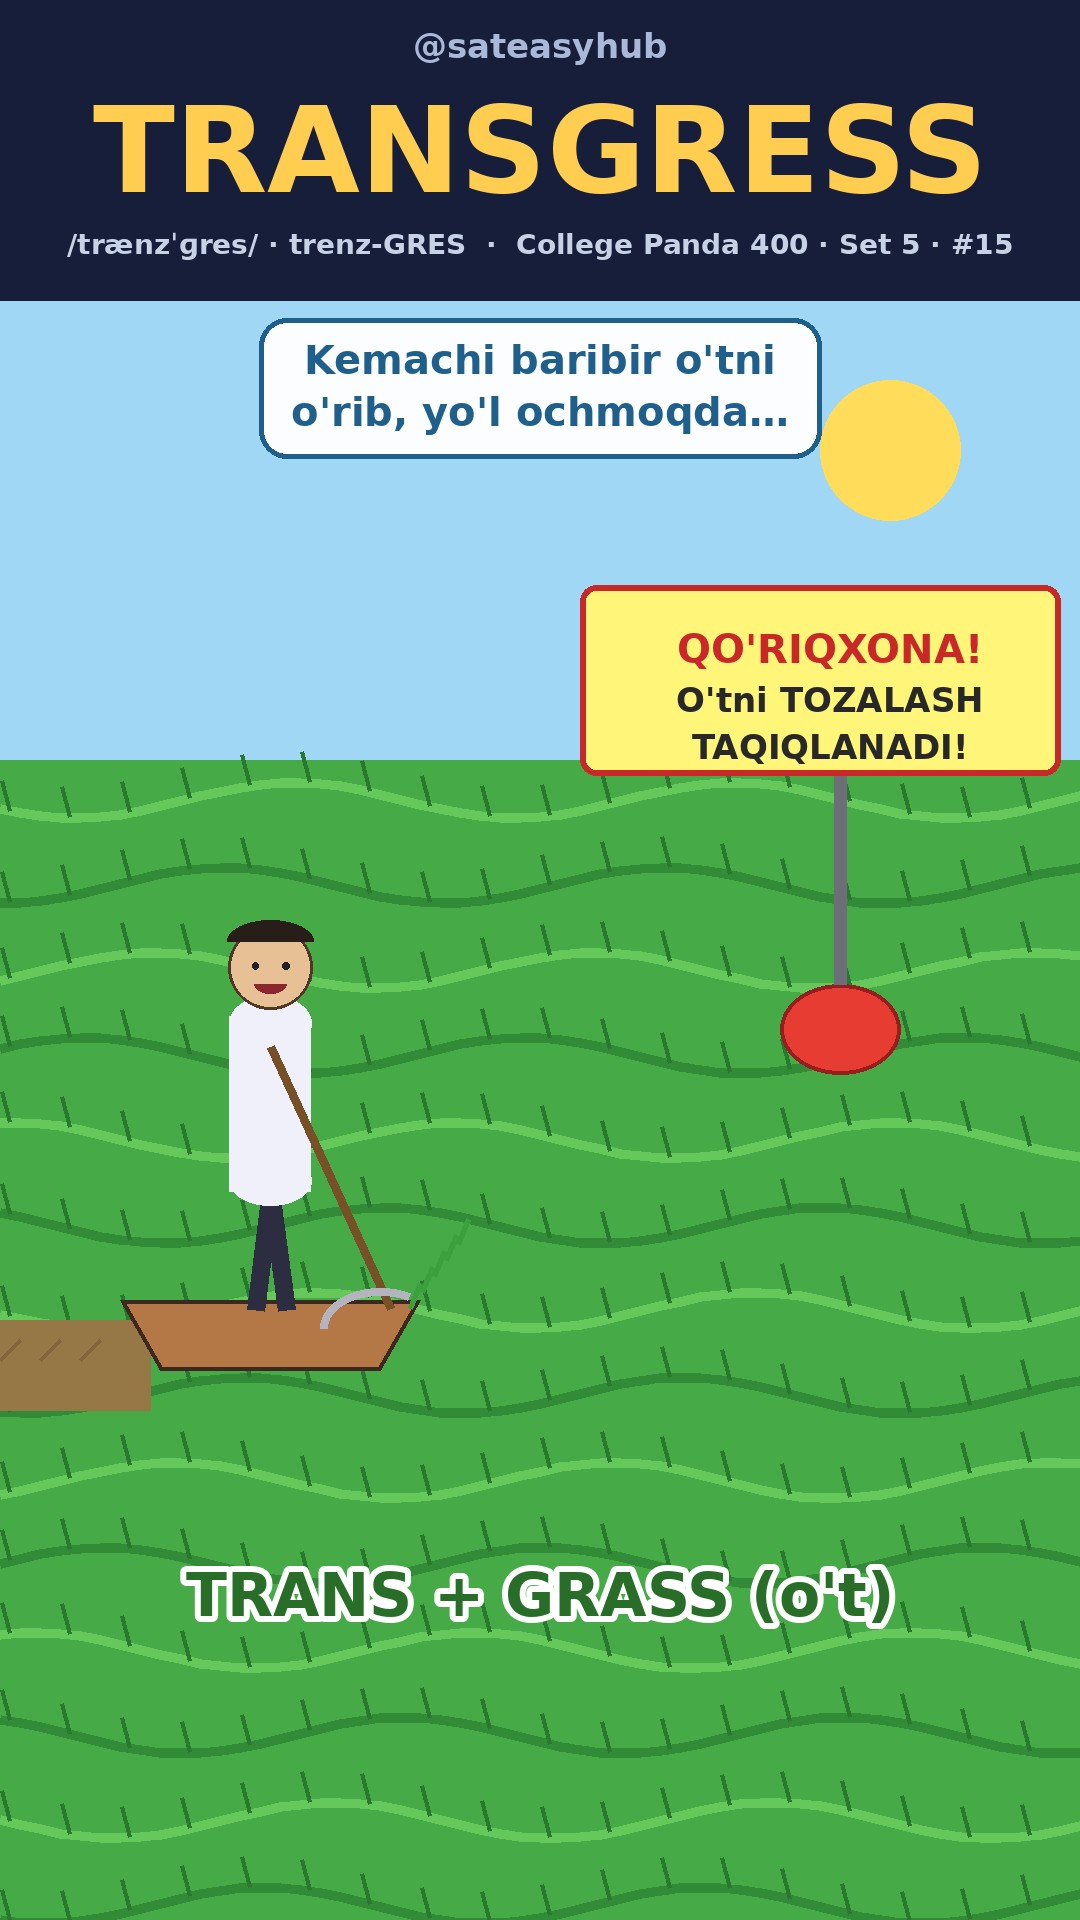 @sateasyhub
TRANSGRESS
/trænzˈɡres/ · trenz-GRES · College Panda 400 · Set 5 · #15
Kemachi baribir o'tni
o'rib, yo'l ochmoqda…
QO'RIQXONA!
O'tni TOZALASH
TAQIQLANADI!
TRANS + GRASS (o't)